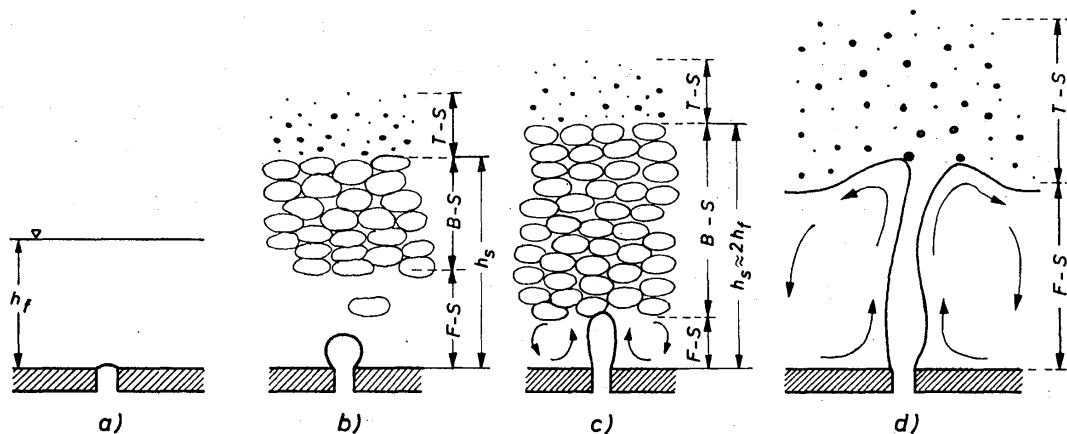 h_f
a)
T-S
B-S
F-S
h_s
b)
T-S
B-S
F-S
h_s≈2h_f
c)
T-S
F-S
d)